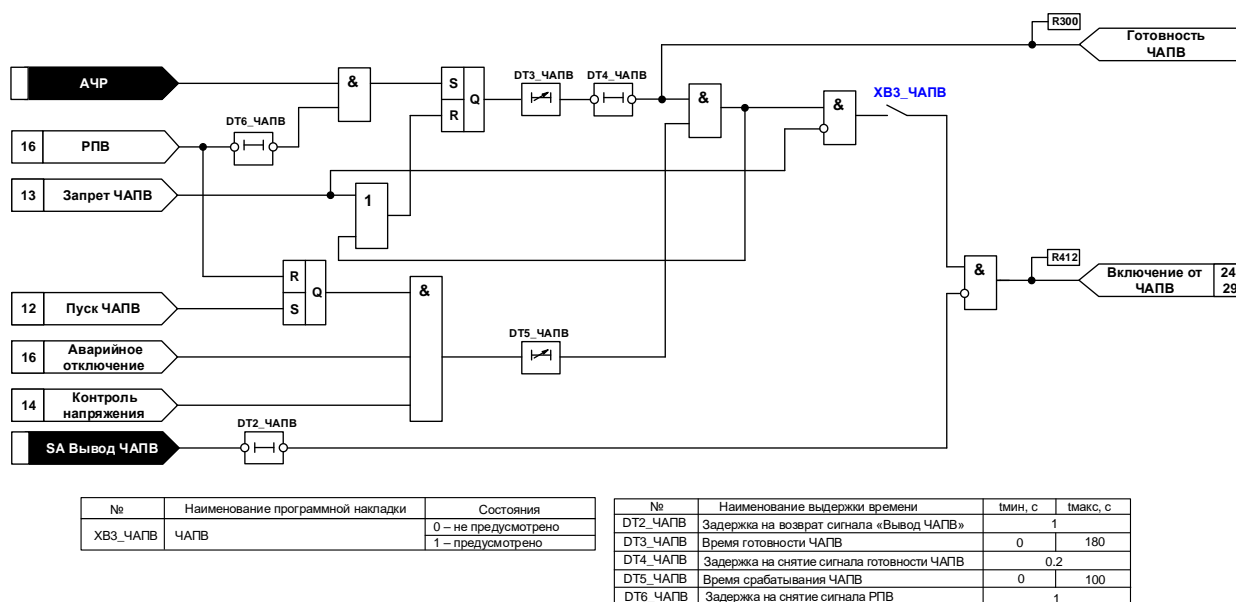 R300
Готовность
ЧАПВ
АЧР
&
S
R
Q
DT3_ЧАПВ
DT4_ЧАПВ
&
&
XB3_ЧАПВ
DT6_ЧАПВ
16 РПВ
13 Запрет ЧАПВ
1
R
S
Q
&
12 Пуск ЧАПВ
R412
&
Включение от
ЧАПВ
24
29
16 Аварийное
отключение
DT5_ЧАПВ
14 Контроль
напряжения
DT2_ЧАПВ
SA Вывод ЧАПВ
№ Наименование программной накладки Состояния
XB3_ЧАПВ ЧАПВ 0 – не предусмотрено
1 – предусмотрено
№ Наименование выдержки времени tмин, с tмакс, с
DT2_ЧАПВ Задержка на возврат сигнала «Вывод ЧАПВ» 1
DT3_ЧАПВ Время готовности ЧАПВ 0 180
DT4_ЧАПВ Задержка на снятие сигнала готовности ЧАПВ 0.2
DT5_ЧАПВ Время срабатывания ЧАПВ 0 100
DT6_ЧАПВ Задержка на снятие сигнала РПВ 1